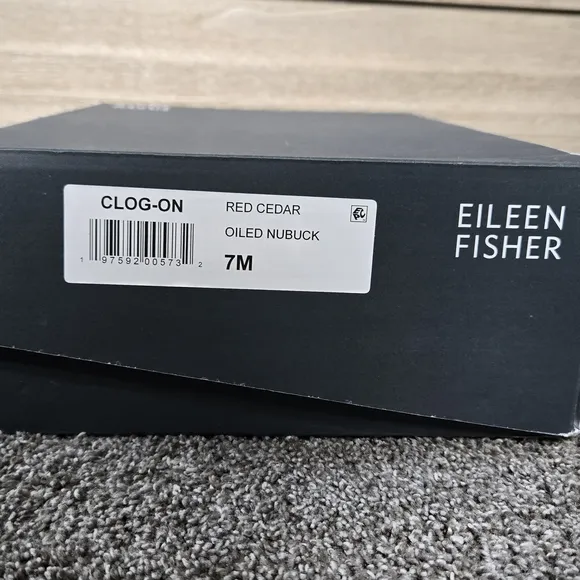 CLOG-ON
RED CEDAR
OILED NUBUCK
7M
1 97592 00573 2
EILEEN
FISHER